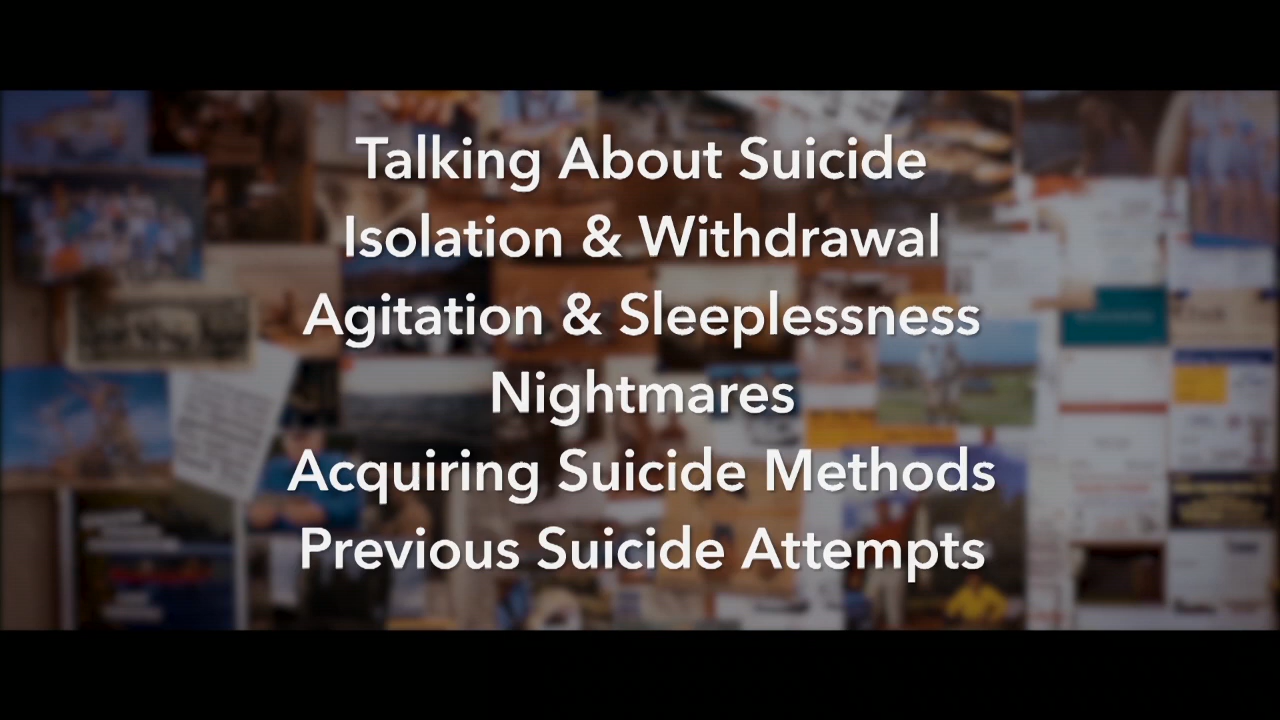 Talking About Suicide
Isolation & Withdrawal
Agitation & Sleeplessness
Nightmares
Acquiring Suicide Methods
Previous Suicide Attempts